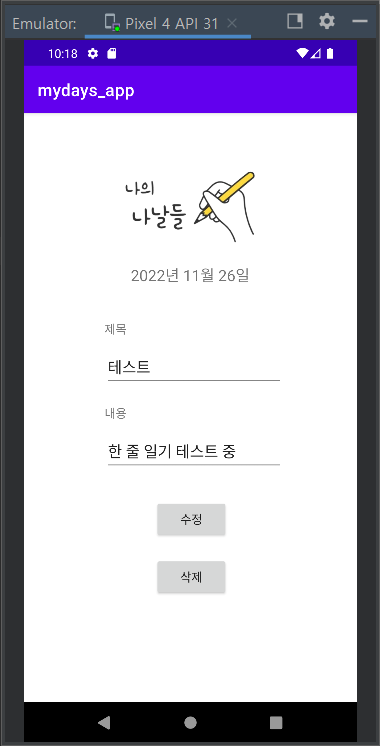 Emulator: Pixel 4 API 31
10:18
mydays_app
나의
나날들
2022년 11월 26일
제목
테스트
내용
한 줄 일기 테스트 중
수정
삭제